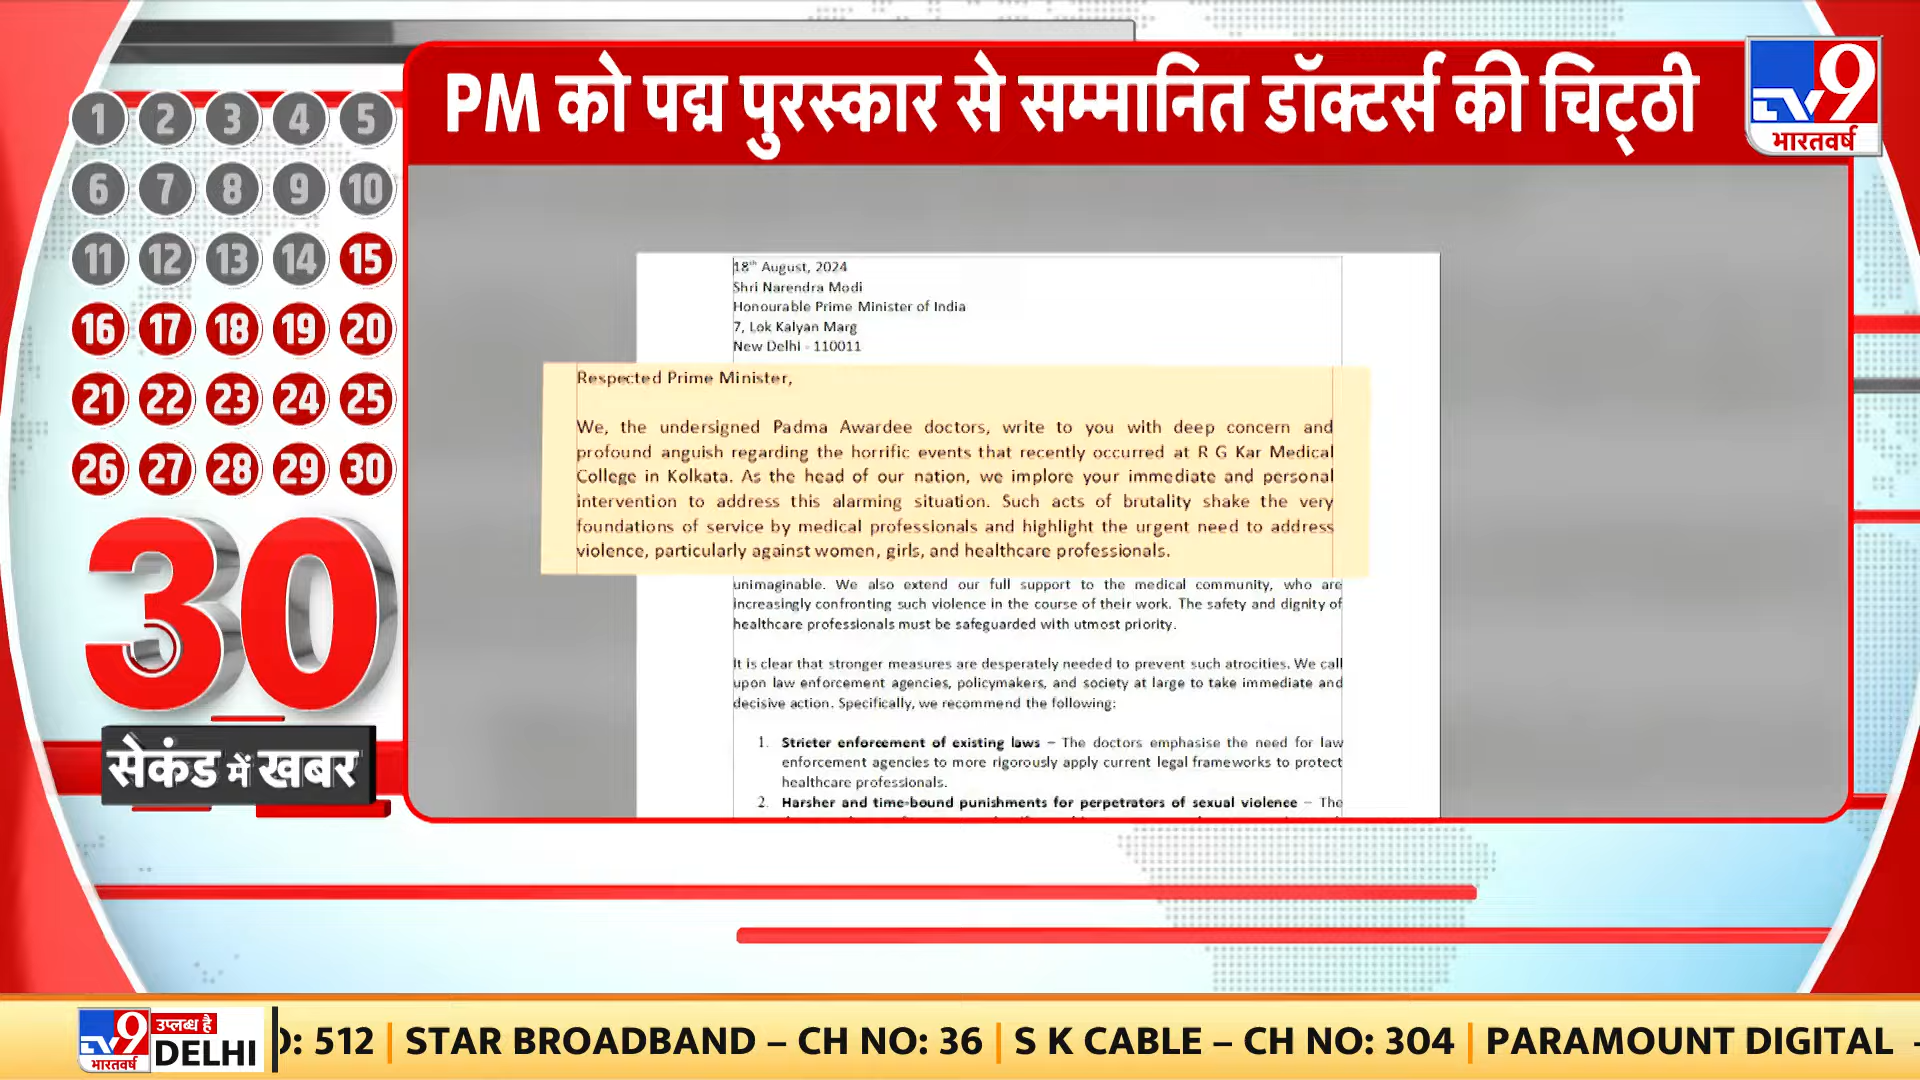 PM को पद्म पुरस्कार से सम्मानित डॉक्टर्स की चिट्ठी
TV9
भारतवर्ष
1 2 3 4 5
6 7 8 9 10
11 12 13 14 15
16 17 18 19 20
21 22 23 24 25
26 27 28 29 30
30
सेकंड में खबर
18th August, 2024
Shri Narendra Modi
Honourable Prime Minister of India
7, Lok Kalyan Marg
New Delhi - 110011
Respected Prime Minister,
We, the undersigned Padma Awardee doctors, write to you with deep concern and
profound anguish regarding the horrific events that recently occurred at R G Kar Medical
College in Kolkata. As the head of our nation, we implore your immediate and personal
intervention to address this alarming situation. Such acts of brutality shake the very
foundations of service by medical professionals and highlight the urgent need to address
violence, particularly against women, girls, and healthcare professionals.
unimaginable. We also extend our full support to the medical community, who are
increasingly confronting such violence in the course of their work. The safety and dignity of
healthcare professionals must be safeguarded with utmost priority.
It is clear that stronger measures are desperately needed to prevent such atrocities. We call
upon law enforcement agencies, policymakers, and society at large to take immediate and
decisive action. Specifically, we recommend the following:
1. Stricter enforcement of existing laws – The doctors emphasise the need for law
enforcement agencies to more rigorously apply current legal frameworks to protect
healthcare professionals.
2. Harsher and time-bound punishments for perpetrators of sexual violence – The
TV9
भारतवर्ष
उपलब्ध है
DELHI
: 512 | STAR BROADBAND – CH NO: 36 | S K CABLE – CH NO: 304 | PARAMOUNT DIGITAL -